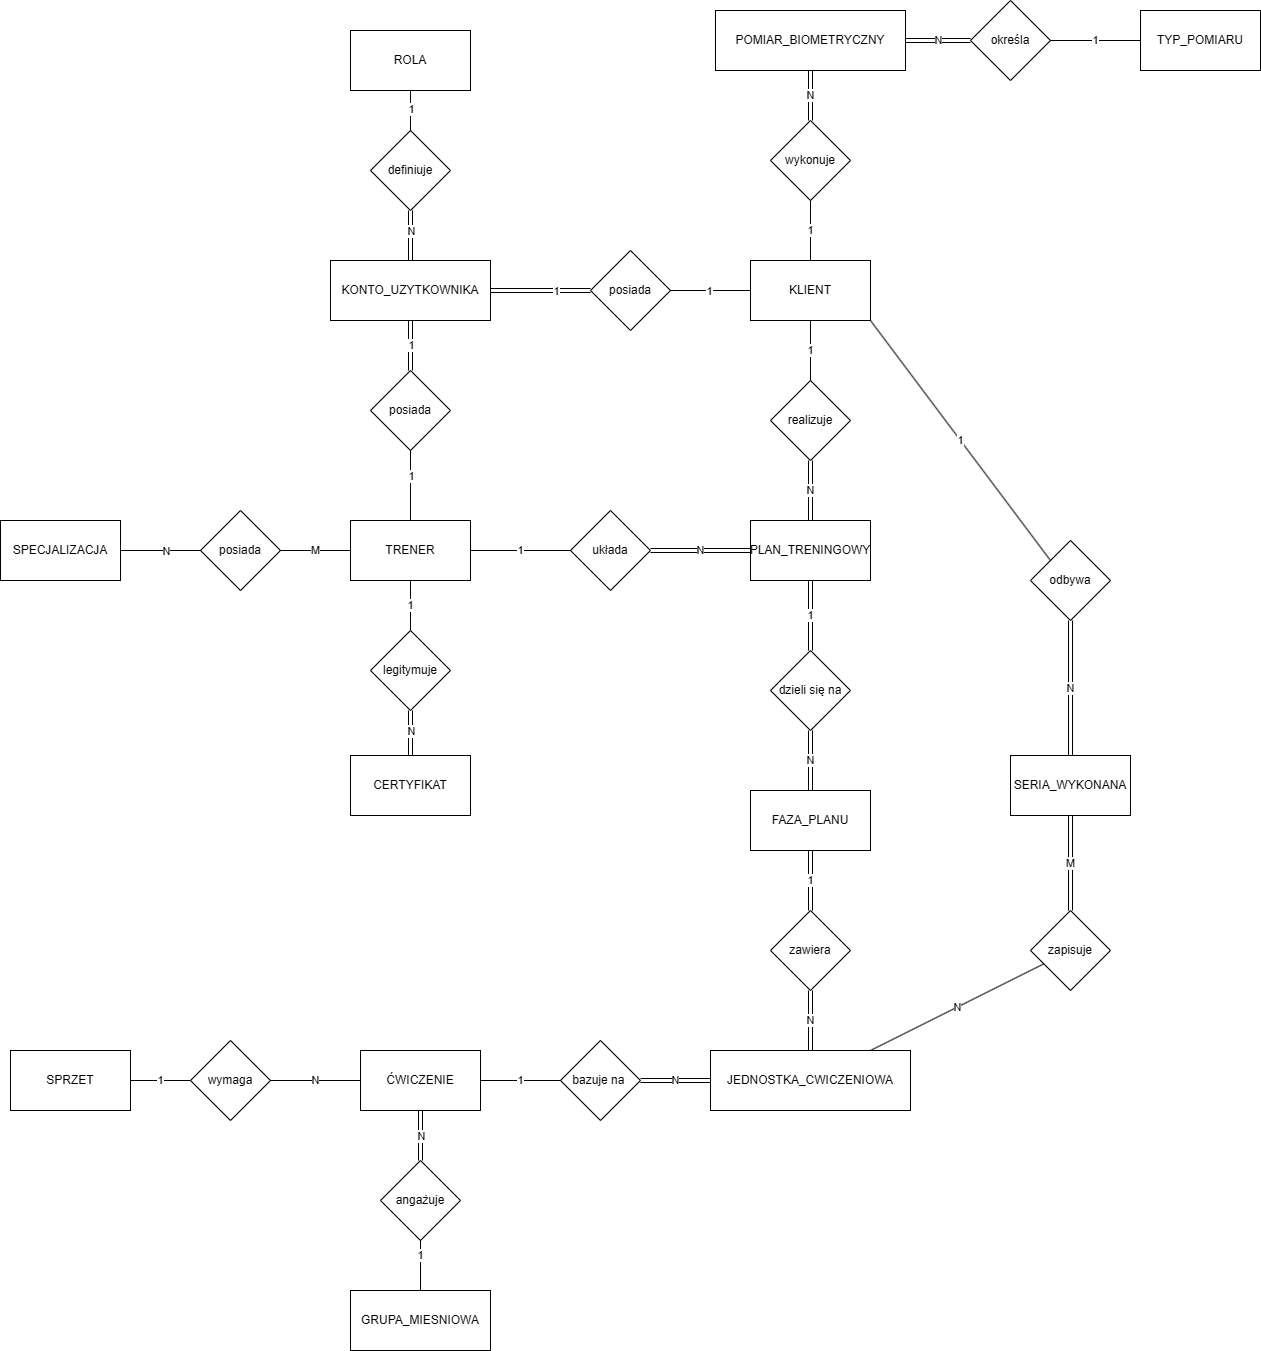 POMIAR_BIOMETRYCZNY
N
określa
1
TYP_POMIARU
ROLA
1
definiuje
N
N
wykonuje
1
KONTO_UZYTKOWNIKA
1
posiada
1
KLIENT
1
posiada
1
1
realizuje
N
1
SPECJALIZACJA
N
posiada
M
TRENER
1
układa
N
PLAN_TRENINGOWY
odbywa
1
legitymuje
N
CERTYFIKAT
1
dzieli się na
N
N
FAZA_PLANU
SERIA_WYKONANA
1
zawiera
N
M
zapisuje
N
SPRZET
1
wymaga
N
ĆWICZENIE
1
bazuje na
N
JEDNOSTKA_CWICZENIOWA
N
angażuje
1
GRUPA_MIESNIOWA